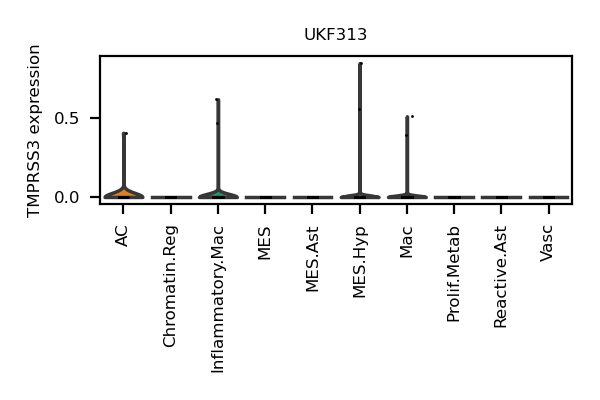 UKF313
TMPRSS3 expression
0.5
0.0
AC
Chromatin.Reg
Inflammatory.Mac
MES
MES.Ast
MES.Hyp
Mac
Prolif.Metab
Reactive.Ast
Vasc